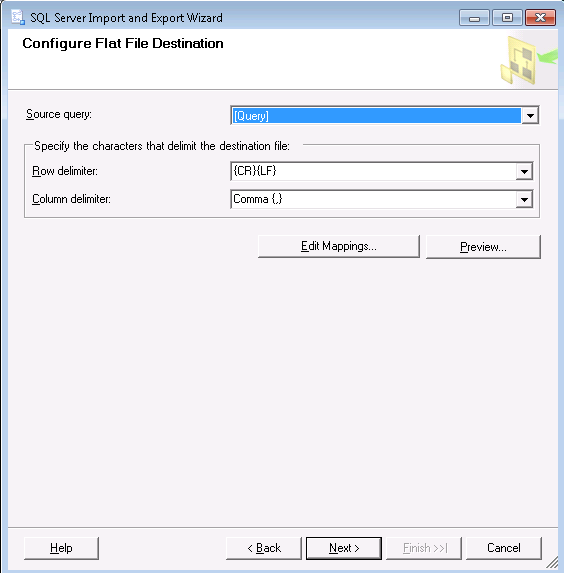 SQL Server Import and Export Wizard
Configure Flat File Destination
Source query: [Query]
Specify the characters that delimit the destination file:
Row delimiter: {CR}{LF}
Column delimiter: Comma {,}
Edit Mappings... Preview...
Help < Back Next > Finish >>| Cancel